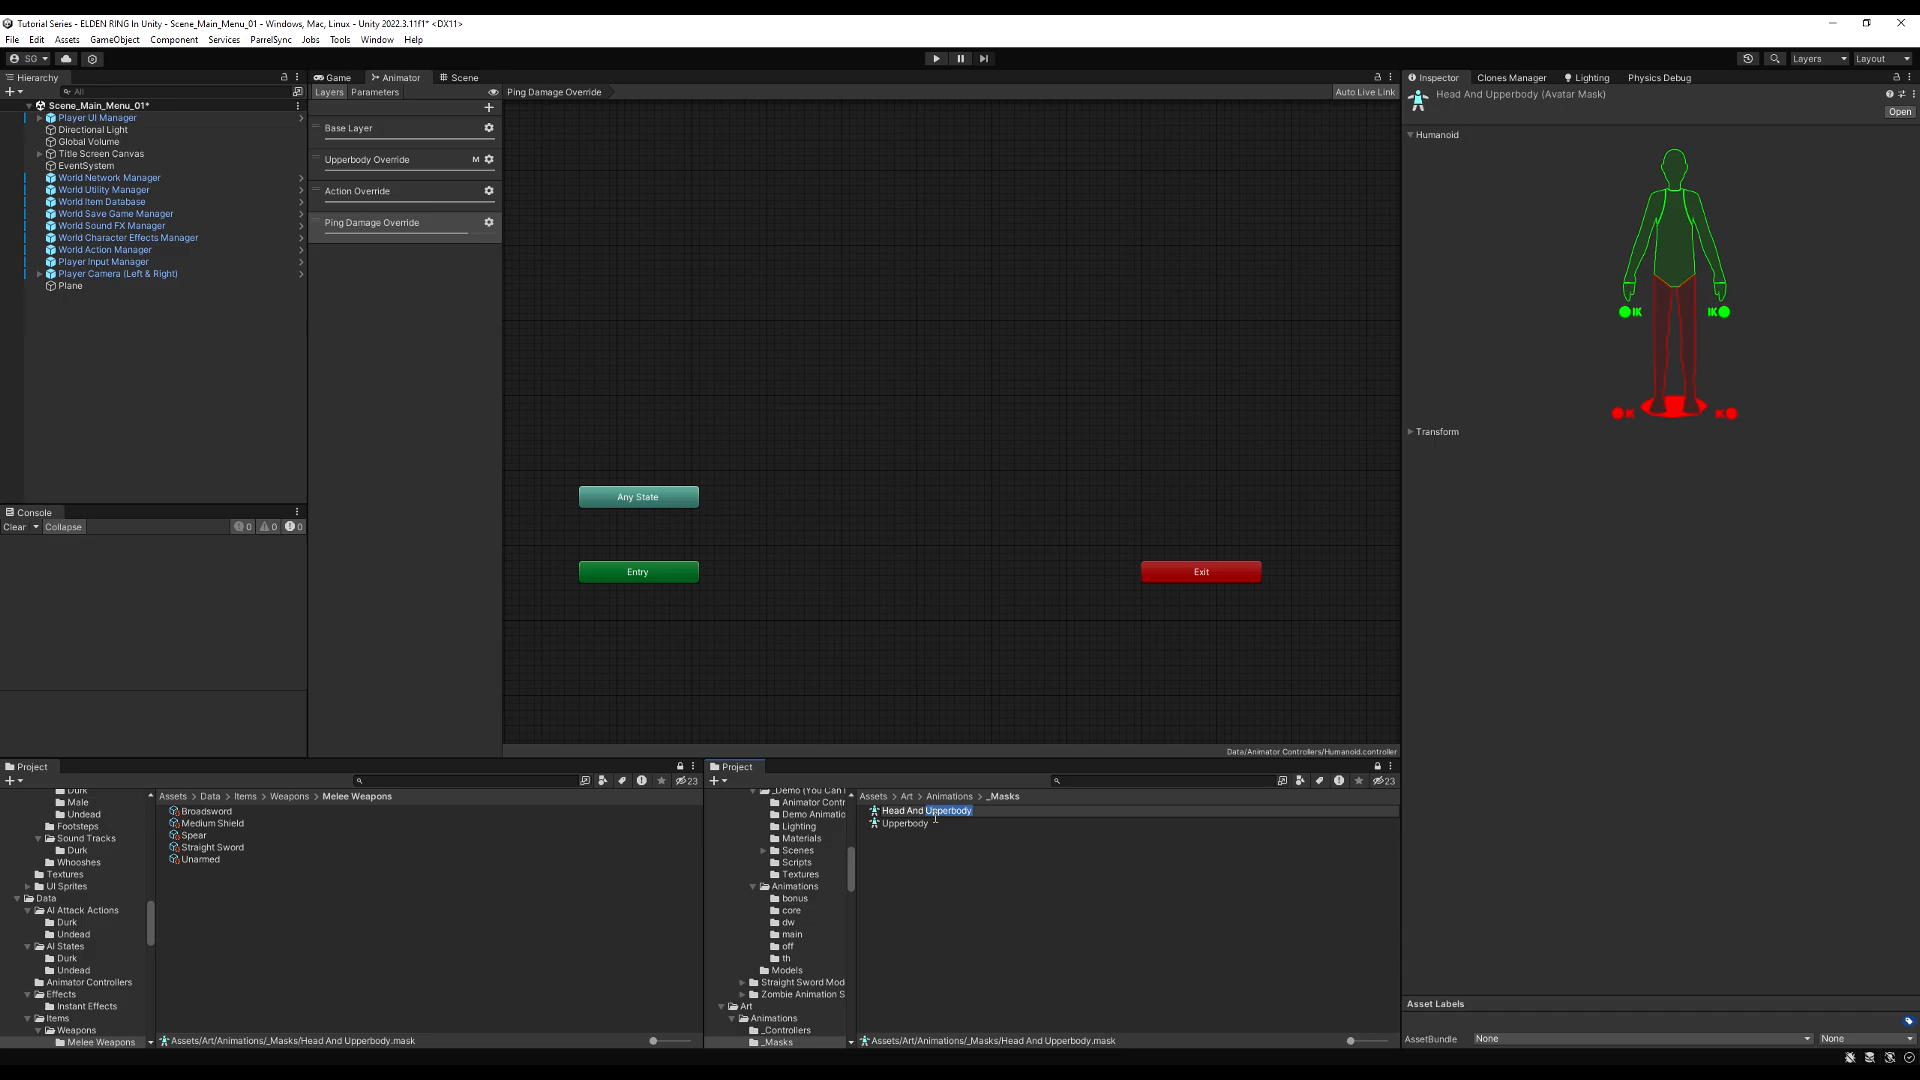 Tutorial Series - ELDEN RING In Unity - Scene_Main_Menu_01 - Windows, Mac, Linux - Unity 2022.3.11f1* <DX11>
File Edit Assets GameObject Component Services ParrelSync Jobs Tools Window Help
SG Layers Layout
Hierarchy
All
Scene_Main_Menu_01*
Player UI Manager
Directional Light
Global Volume
Title Screen Canvas
EventSystem
World Network Manager
World Utility Manager
World Item Database
World Save Game Manager
World Sound FX Manager
World Character Effects Manager
World Action Manager
Player Input Manager
Player Camera (Left & Right)
Plane
Console
Clear Collapse 0 0 0
Game Animator Scene
Layers Parameters Ping Damage Override Auto Live Link
Base Layer
Upperbody Override M
Action Override
Ping Damage Override
Any State
Entry
Exit
Data/Animator Controllers/Humanoid.controller
Inspector Clones Manager Lighting Physics Debug
Head And Upperbody (Avatar Mask)
Open
Humanoid
IK IK
IK IK
Transform
Asset Labels
AssetBundle None None
Project
23
Durk
Male
Undead
Footsteps
Sound Tracks
Durk
Whooshes
Textures
UI Sprites
Data
AI Attack Actions
Durk
Undead
AI States
Durk
Undead
Animator Controllers
Effects
Instant Effects
Items
Weapons
Melee Weapons
Assets > Data > Items > Weapons > Melee Weapons
Broadsword
Medium Shield
Spear
Straight Sword
Unarmed
Assets/Art/Animations/_Masks/Head And Upperbody.mask
Project
23
_Demo (You Can I
Animator Contr
Demo Animatio
Lighting
Materials
Scenes
Scripts
Textures
Animations
bonus
core
dw
main
off
th
Models
Straight Sword Mod
Zombie Animation S
Art
Animations
_Controllers
_Masks
Assets > Art > Animations > _Masks
Head And Upperbody
Upperbody
Assets/Art/Animations/_Masks/Head And Upperbody.mask